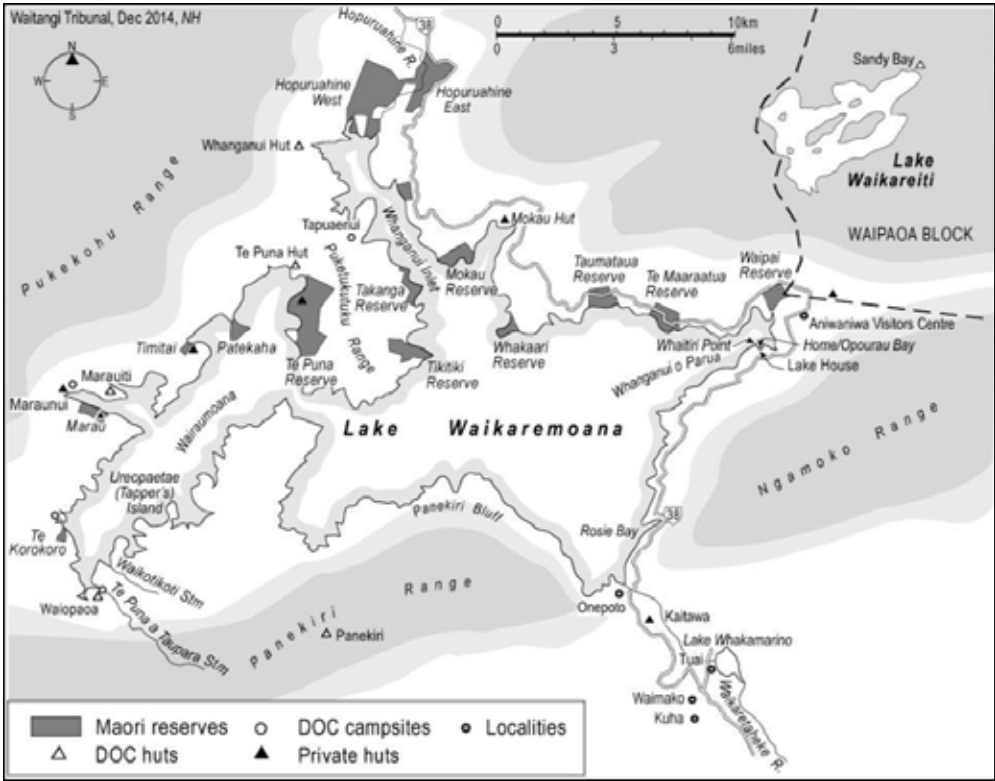 Waitangi Tribunal, Dec 2014, NH
N
W
E
S
Hopuruahine R.
38
0
5
10km
0
3
6miles
Sandy Bay
Hopuruahine
West
Hopuruahine
East
Whanganui Hut
Lake
Waikareiti
Pukekohu Range
Tapuaenui
Whanganui Inlet
Mokau Hut
WAIPAOA BLOCK
Te Puna Hut
Puketukutuku
Range
Takanga
Reserve
Mokau
Reserve
Taumataua
Reserve
Te Maaraatua
Reserve
Waipai
Reserve
Aniwaniwa Visitors Centre
Timitai
Patekaha
Te Puna
Reserve
Tikitiki
Reserve
Whakaari
Reserve
Whaitiri Point
Home/Opourau Bay
Whanganui o Parua
Lake House
Marauiti
Maraunui
Marau
Wairaumoana
Lake Waikaremoana
Ngamoko Range
Ureopaetae
(Tapper's)
Island
Panekiri Bluff
Rosie Bay
38
Te
Korokoro
Waikotikoti Stm
Waiopaoa
Te Puna a Taupara Stm
Panekiri Range
Panekiri
Onepoto
Kaitawa
Lake Whakamarino
Tuai
Waikaretaheke R.
Waimako
Kuha
Maori reserves
DOC campsites
Localities
DOC huts
Private huts